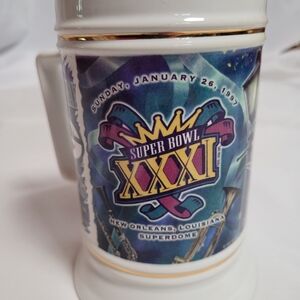 SUNDAY, JANUARY 26, 1997
SUPER BOWL
XXXI
NEW ORLEANS, LOUISIANA
SUPERDOME